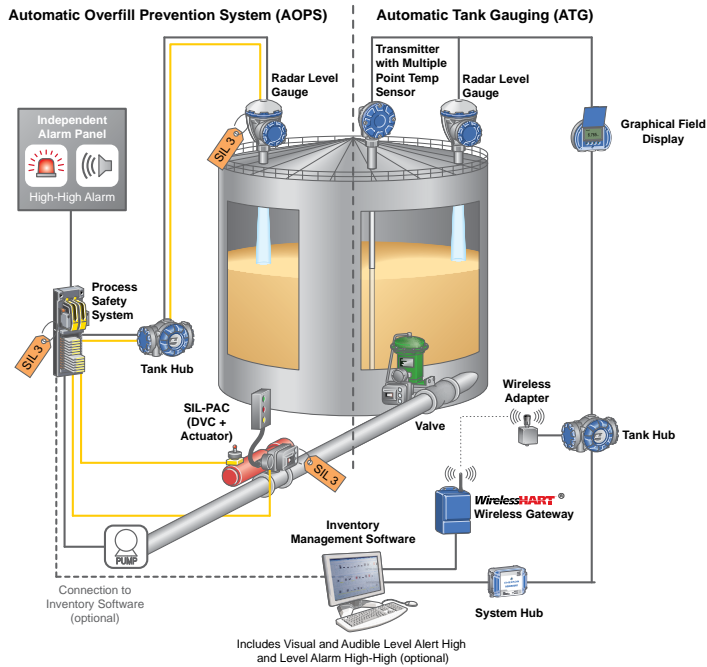 Automatic Overfill Prevention System (AOPS)
Automatic Tank Gauging (ATG)
Radar Level
Gauge
Transmitter
with Multiple
Point Temp
Sensor
Radar Level
Gauge
Graphical Field
Display
Independent
Alarm Panel
High-High Alarm
SIL 3
Process
Safety
System
SIL 3
Tank Hub
SIL-PAC
(DVC +
Actuator)
Valve
Wireless
Adapter
Tank Hub
SIL 3
WirelessHART ®
Wireless Gateway
PUMP
Inventory
Management Software
Connection to
Inventory Software
(optional)
System Hub
Includes Visual and Audible Level Alert High
and Level Alarm High-High (optional)